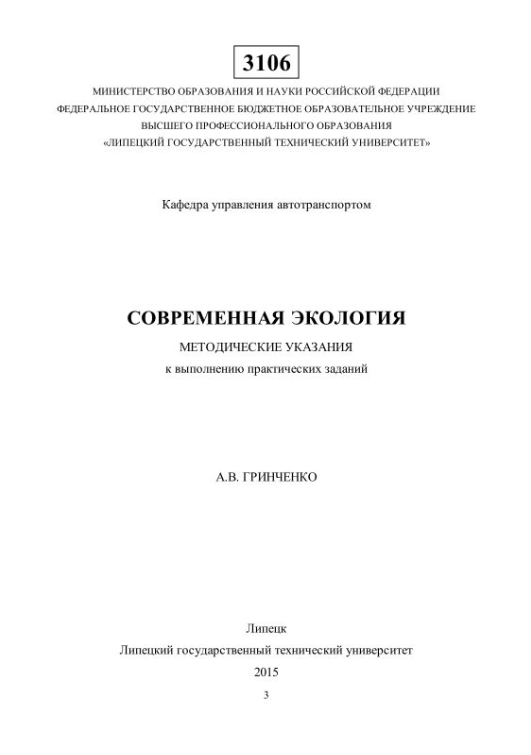 3106
МИНИСТЕРСТВО ОБРАЗОВАНИЯ И НАУКИ РОССИЙСКОЙ ФЕДЕРАЦИИ
ФЕДЕРАЛЬНОЕ ГОСУДАРСТВЕННОЕ БЮДЖЕТНОЕ ОБРАЗОВАТЕЛЬНОЕ УЧРЕЖДЕНИЕ
ВЫСШЕГО ПРОФЕССИОНАЛЬНОГО ОБРАЗОВАНИЯ
«ЛИПЕЦКИЙ ГОСУДАРСТВЕННЫЙ ТЕХНИЧЕСКИЙ УНИВЕРСИТЕТ»
Кафедра управления автотранспортом
СОВРЕМЕННАЯ ЭКОЛОГИЯ
МЕТОДИЧЕСКИЕ УКАЗАНИЯ
к выполнению практических заданий
А.В. ГРИНЧЕНКО
Липецк
Липецкий государственный технический университет
2015
3